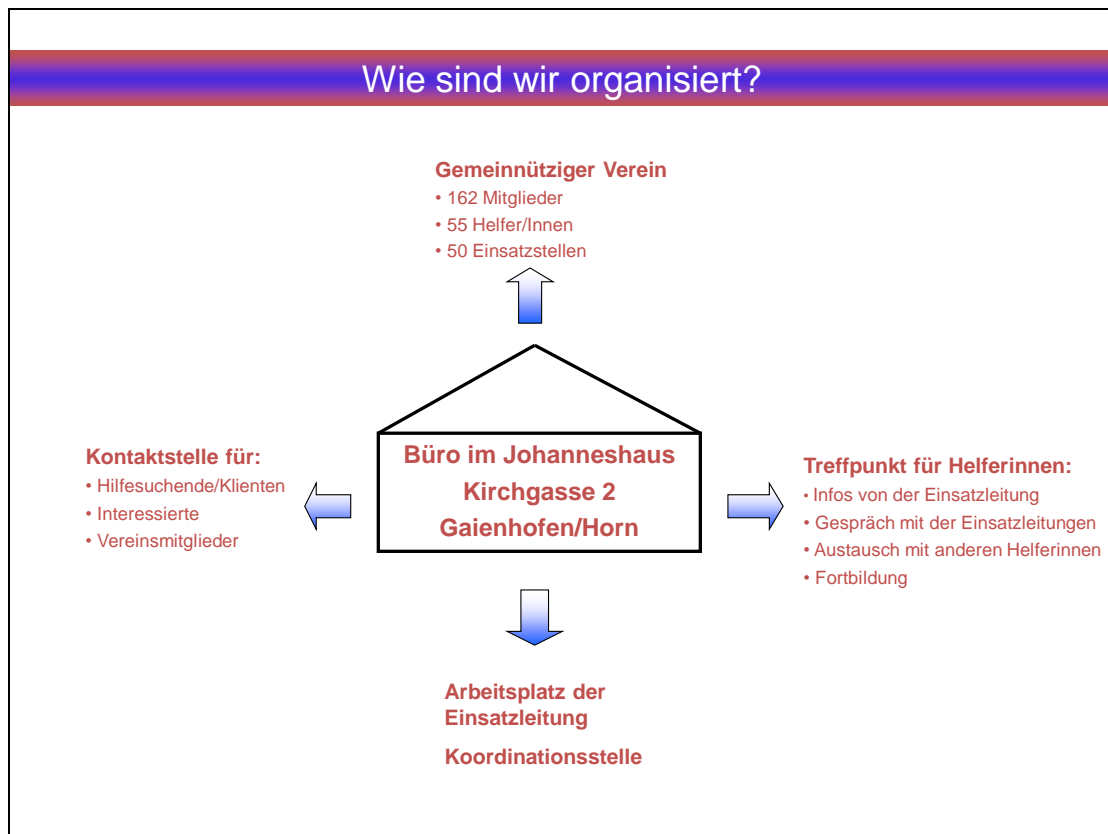 Wie sind wir organisiert?
Gemeinnütziger Verein
• 162 Mitglieder
• 55 Helfer/Innen
• 50 Einsatzstellen
Kontaktstelle für:
• Hilfesuchende/Klienten
• Interessierte
• Vereinsmitglieder
Büro im Johanneshaus
Kirchgasse 2
Gaienhofen/Horn
Treffpunkt für Helferinnen:
• Infos von der Einsatzleitung
• Gespräch mit der Einsatzleitungen
• Austausch mit anderen Helferinnen
• Fortbildung
Arbeitsplatz der
Einsatzleitung
Koordinationsstelle